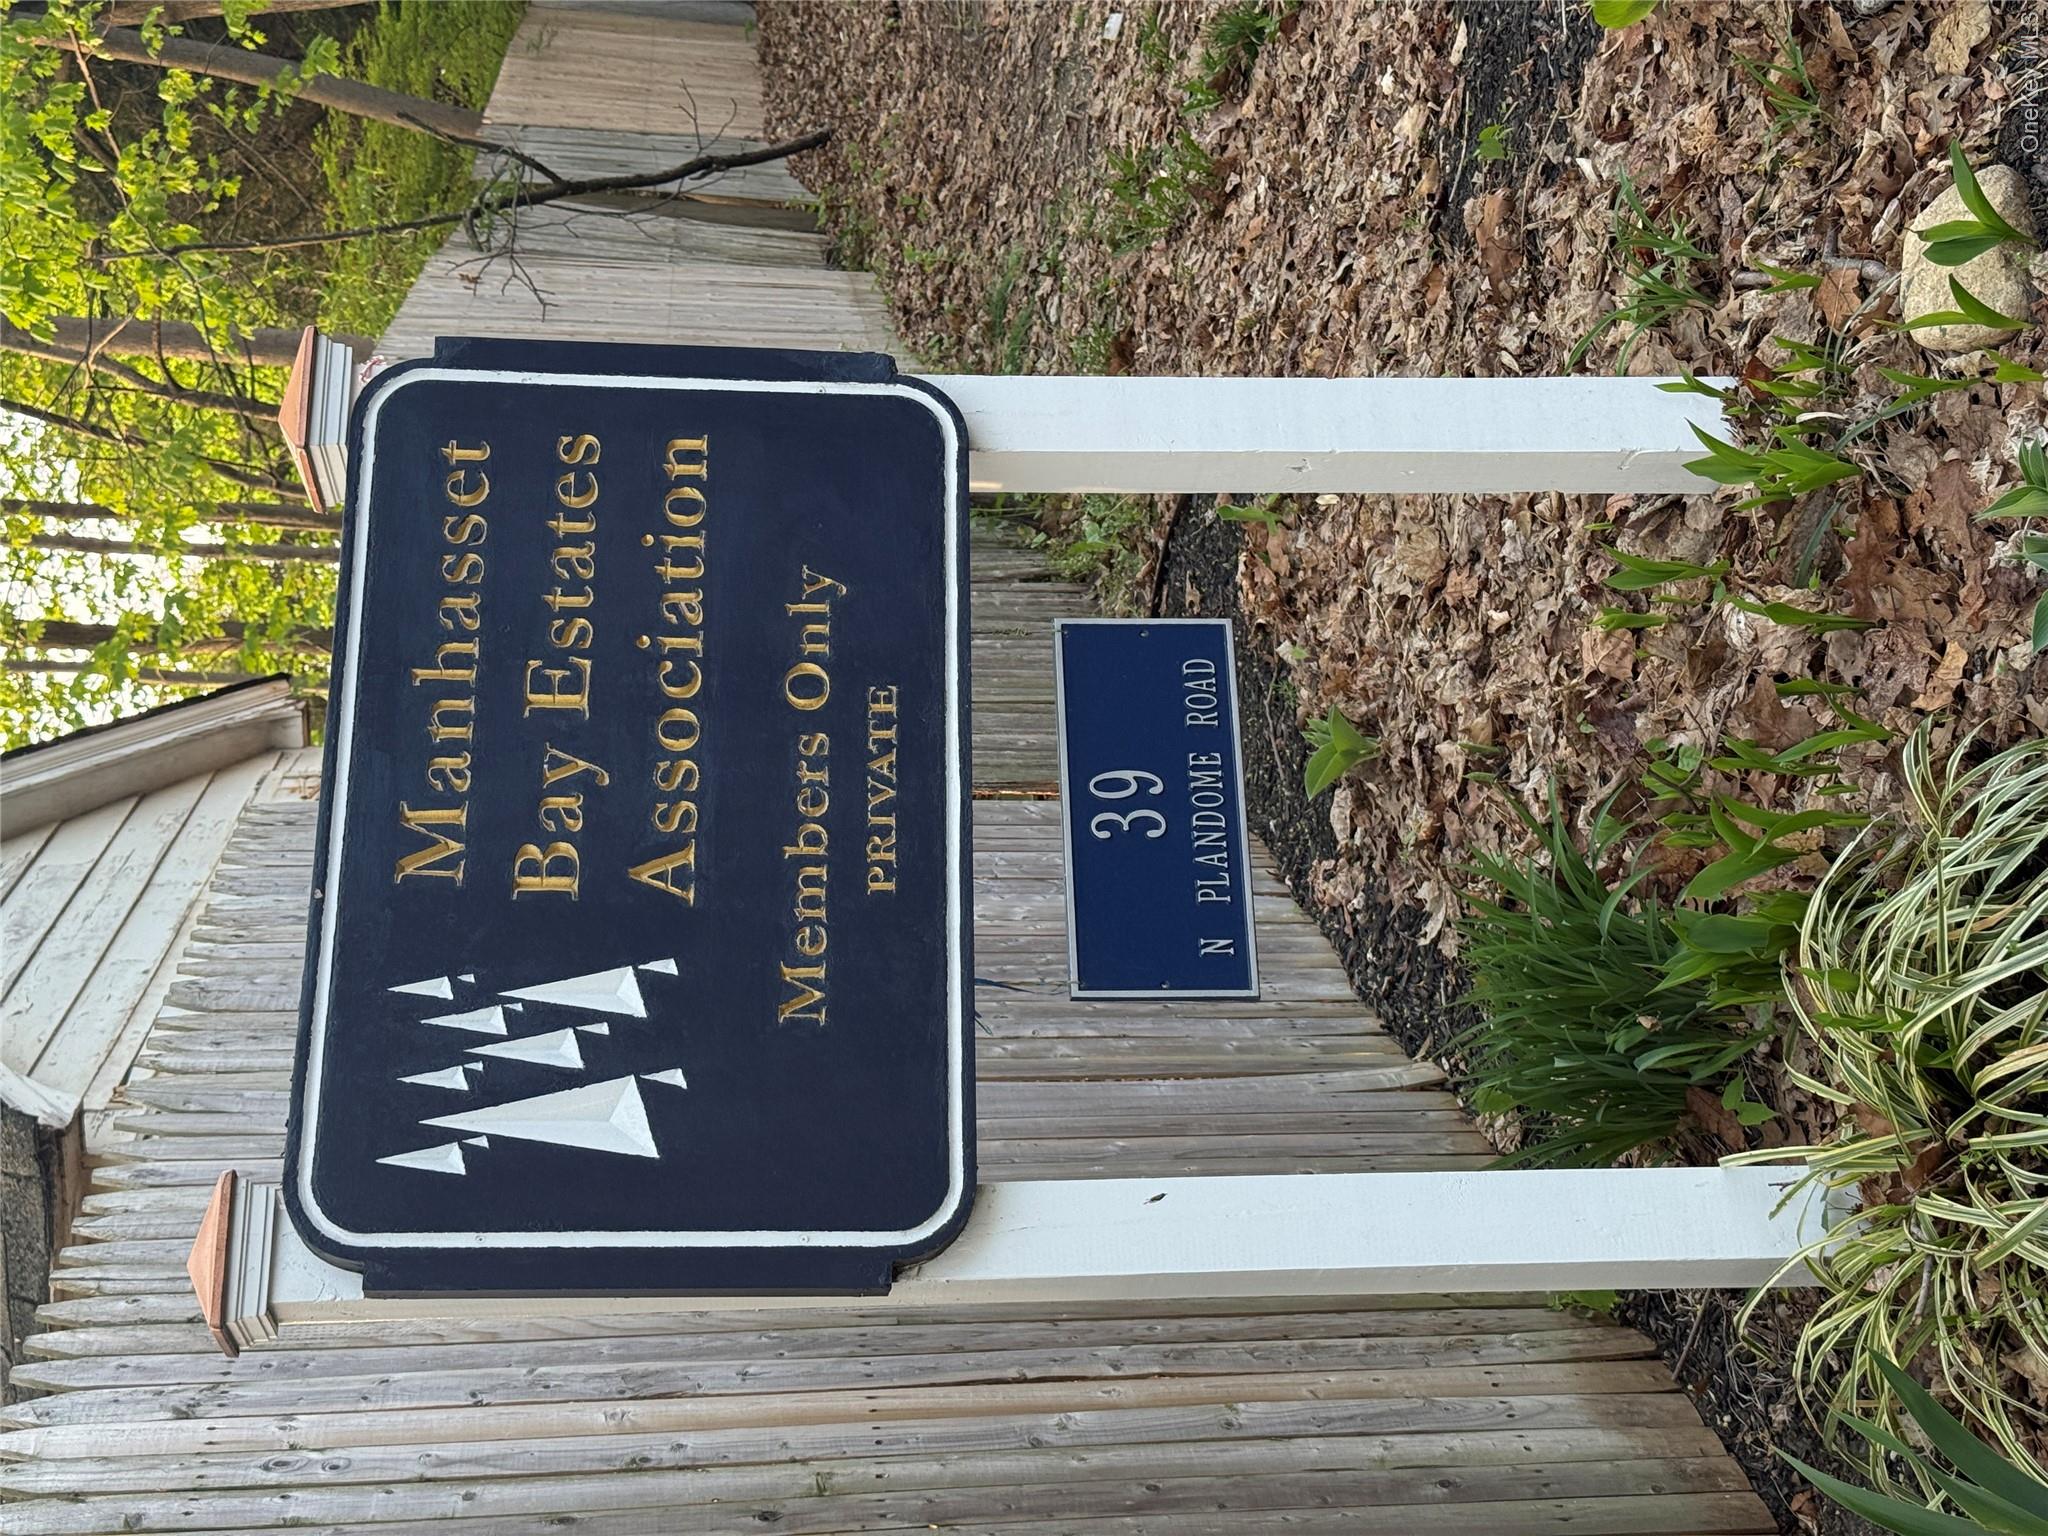 Manhasset
Bay Estates
Association
Members Only
PRIVATE
39
N PLANDOME ROAD
OneKey MLS